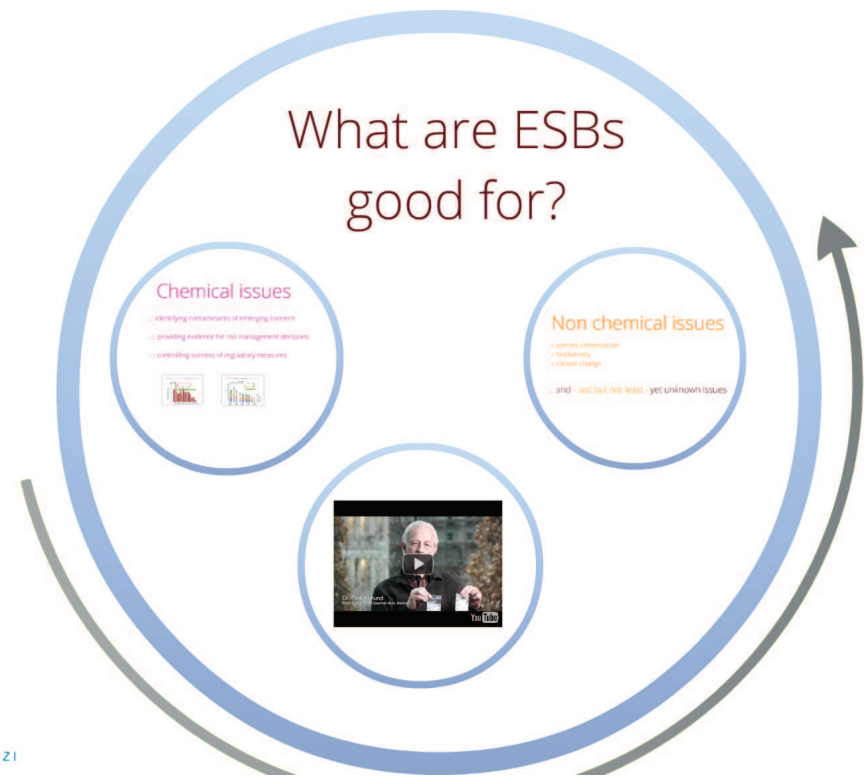 What are ESBs
good for?
Chemical issues
::: identifying contaminants of emerging concern
::: providing evidence for risk management decisions
::: controlling success of regulatory measures
Non chemical issues
» species conservation
» biodiversity
» climate change
... and - last but not least - yet unknown issues
Dr.
YouTube
ZI